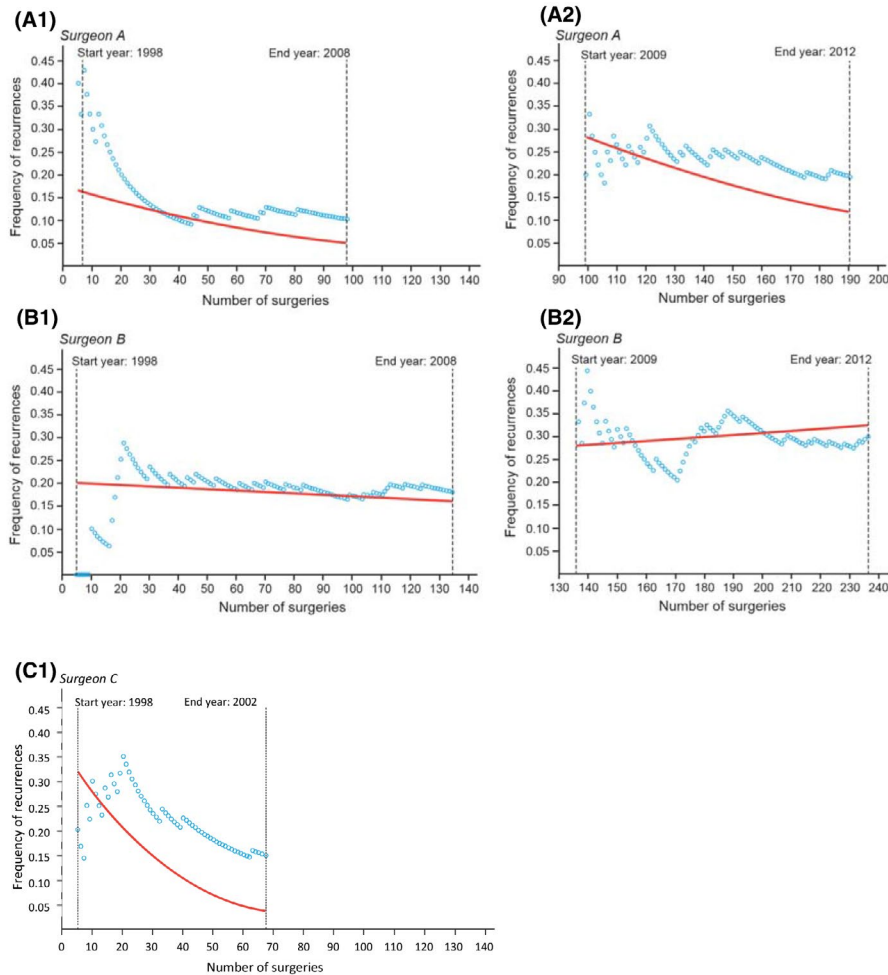 (A1)
Surgeon A
Start year: 1998 End year: 2008
Frequency of recurrences
0.45
0.40
0.35
0.30
0.25
0.20
0.15
0.10
0.05
0 10 20 30 40 50 60 70 80 90 100 110 120 130 140
Number of surgeries
(A2)
Surgeon A
Start year: 2009 End year: 2012
Frequency of recurrences
0.45
0.40
0.35
0.30
0.25
0.20
0.15
0.10
0.05
90 100 110 120 130 140 150 160 170 180 190 200
Number of surgeries
(B1)
Surgeon B
Start year: 1998 End year: 2008
Frequency of recurrences
0.45
0.40
0.35
0.30
0.25
0.20
0.15
0.10
0.05
0 10 20 30 40 50 60 70 80 90 100 110 120 130 140
Number of surgeries
(B2)
Surgeon B
Start year: 2009 End year: 2012
Frequency of recurrences
0.45
0.40
0.35
0.30
0.25
0.20
0.15
0.10
0.05
130 140 150 160 170 180 190 200 210 220 230 240
Number of surgeries
(C1)
Surgeon C
Start year: 1998 End year: 2002
Frequency of recurrences
0.45
0.40
0.35
0.30
0.25
0.20
0.15
0.10
0.05
0 10 20 30 40 50 60 70 80 90 100 110 120 130 140
Number of surgeries